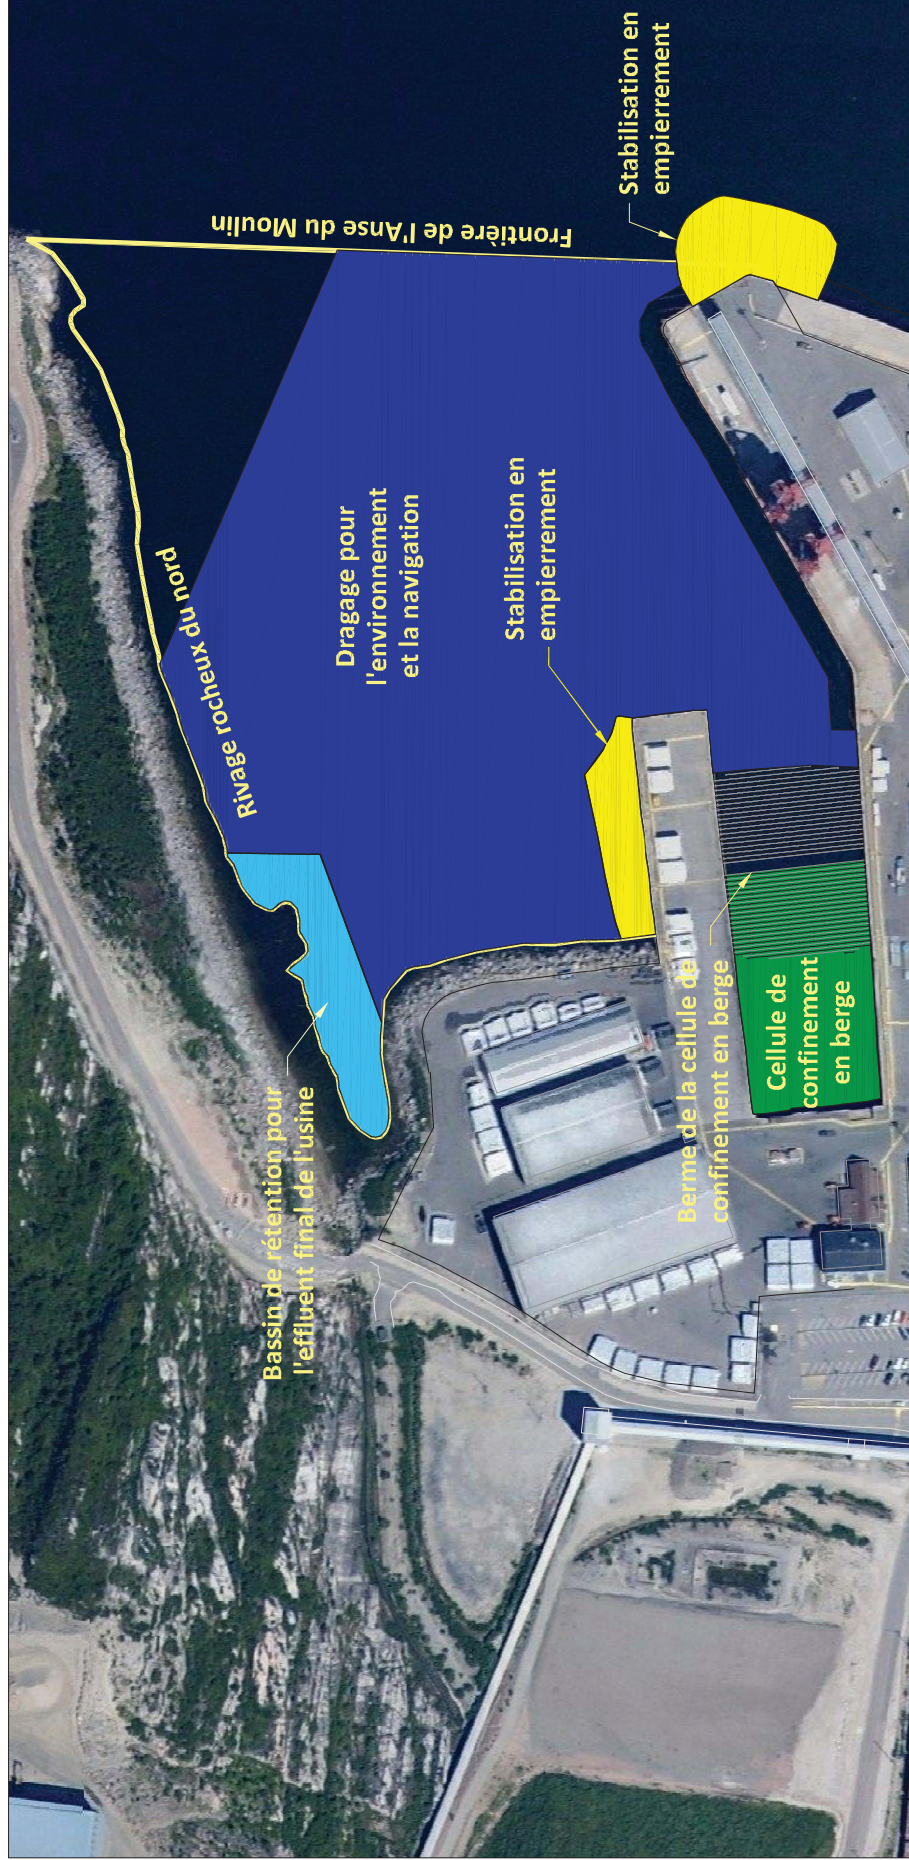 Frontière de l'Anse du Moulin
Stabilisation en
empierrement
Rivage rocheux du nord
Dragage pour
l'environnement
et la navigation
Stabilisation en
empierrement
Bassin de rétention pour
l'effluent final de l'usine
Berme de la cellule de
confinement en berge
Cellule de
confinement
en berge